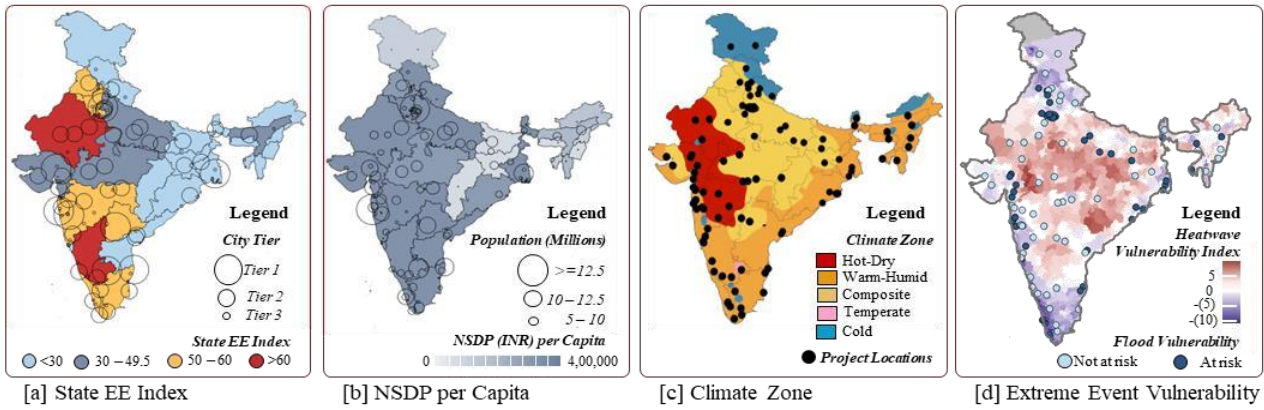 Legend
City Tier
Tier 1
Tier 2
Tier 3
State EE Index
<30
30 – 49.5
50 – 60
>60
[a] State EE Index
Legend
Population (Millions)
>=12.5
10 – 12.5
5 – 10
NSDP (INR) per Capita
0
4,00,000
[b] NSDP per Capita
Legend
Climate Zone
Hot-Dry
Warm-Humid
Composite
Temperate
Cold
Project Locations
[c] Climate Zone
Legend
Heatwave
Vulnerability Index
5
0
-(5)
-(10)
Flood Vulnerability
Not at risk
At risk
[d] Extreme Event Vulnerability